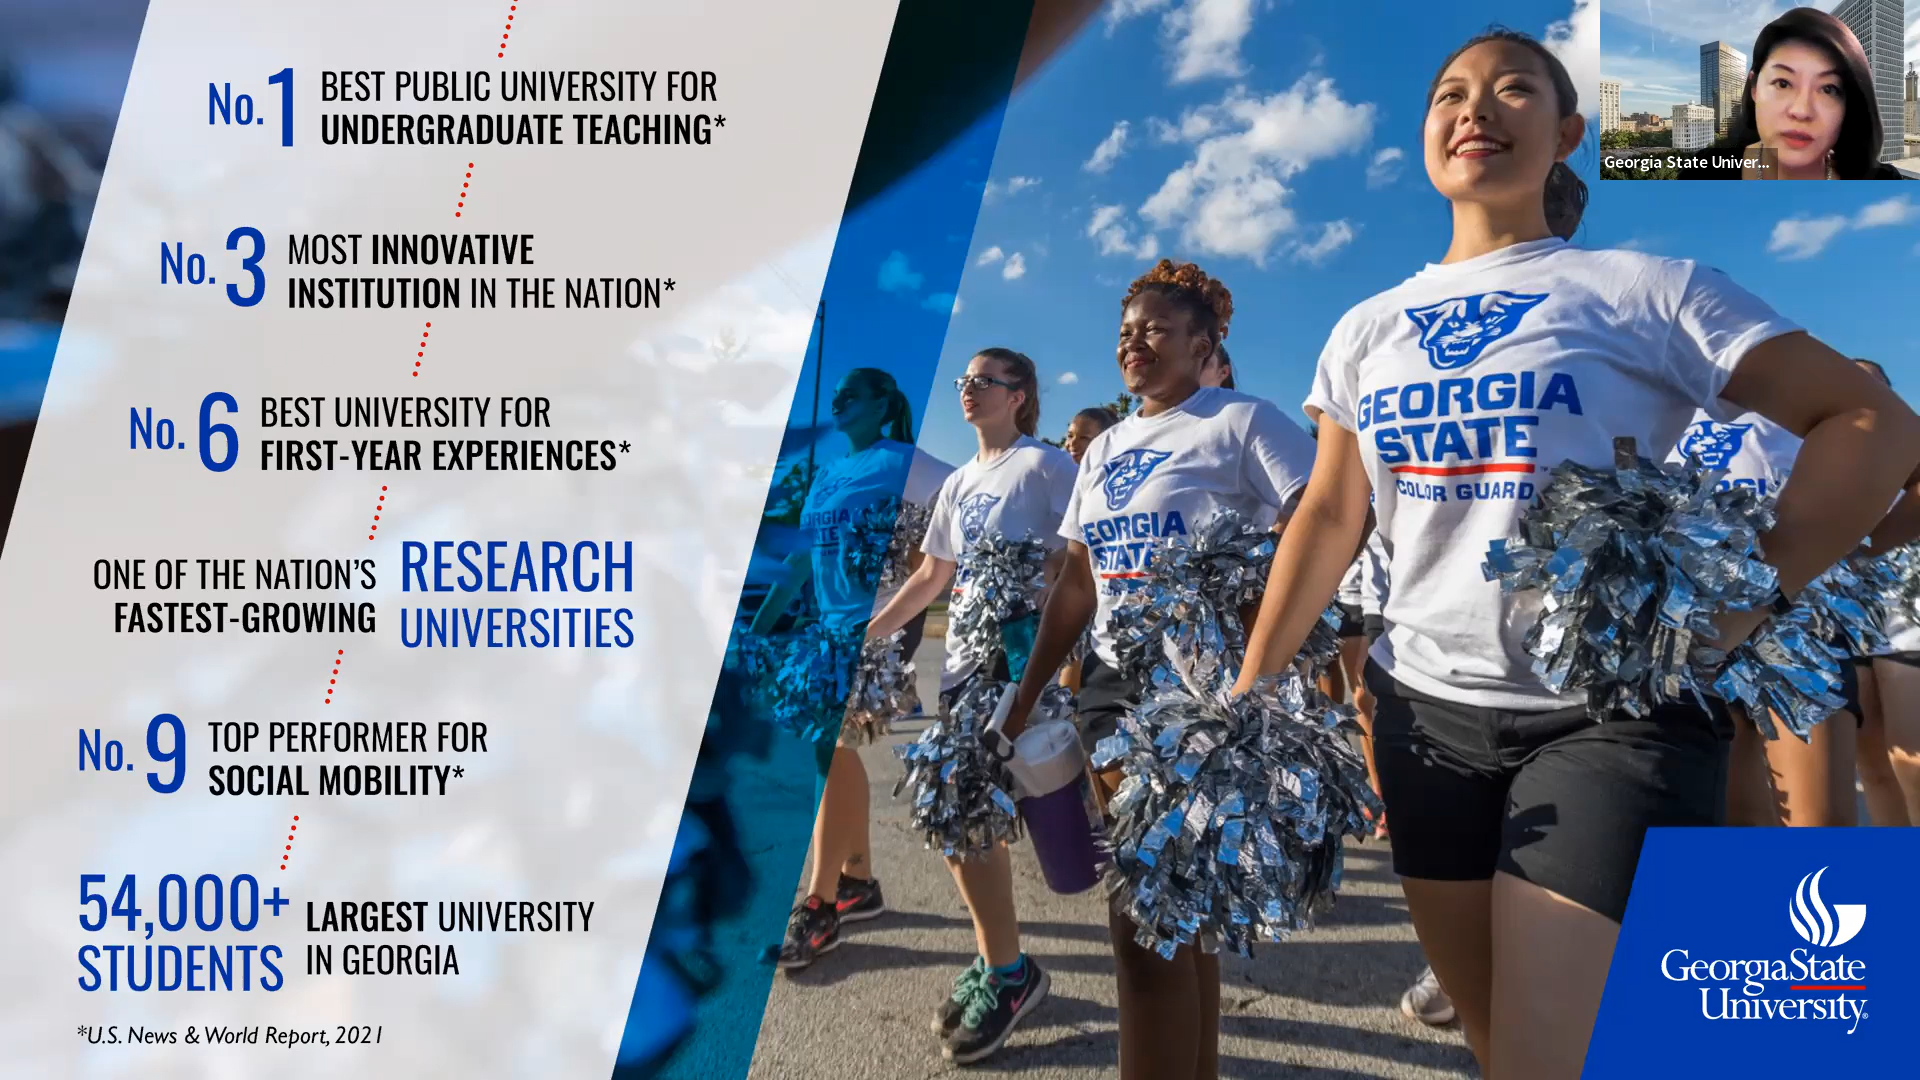 No. 1 BEST PUBLIC UNIVERSITY FOR
UNDERGRADUATE TEACHING*
No. 3 MOST INNOVATIVE
INSTITUTION IN THE NATION*
No. 6 BEST UNIVERSITY FOR
FIRST-YEAR EXPERIENCES*
ONE OF THE NATION'S
FASTEST-GROWING
RESEARCH
UNIVERSITIES
No. 9 TOP PERFORMER FOR
SOCIAL MOBILITY*
54,000+
STUDENTS
LARGEST UNIVERSITY
IN GEORGIA
*U.S. News & World Report, 2021
Georgia State Univer...
GEORGIA
STATE
COLOR GUARD
EORGIA
STATE
GeorgiaState
University